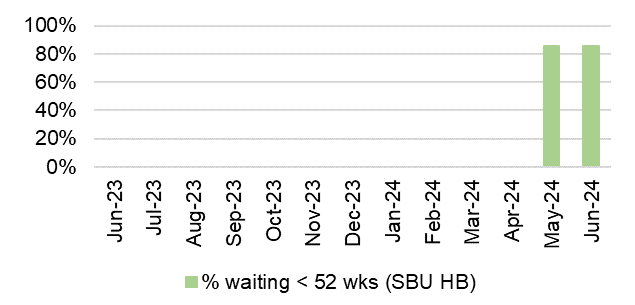 100%
80%
60%
40%
20%
0%
Jun-23
Jul-23
Aug-23
Sep-23
Oct-23
Nov-23
Dec-23
Jan-24
Feb-24
Mar-24
Apr-24
May-24
Jun-24
% waiting < 52 wks (SBU HB)